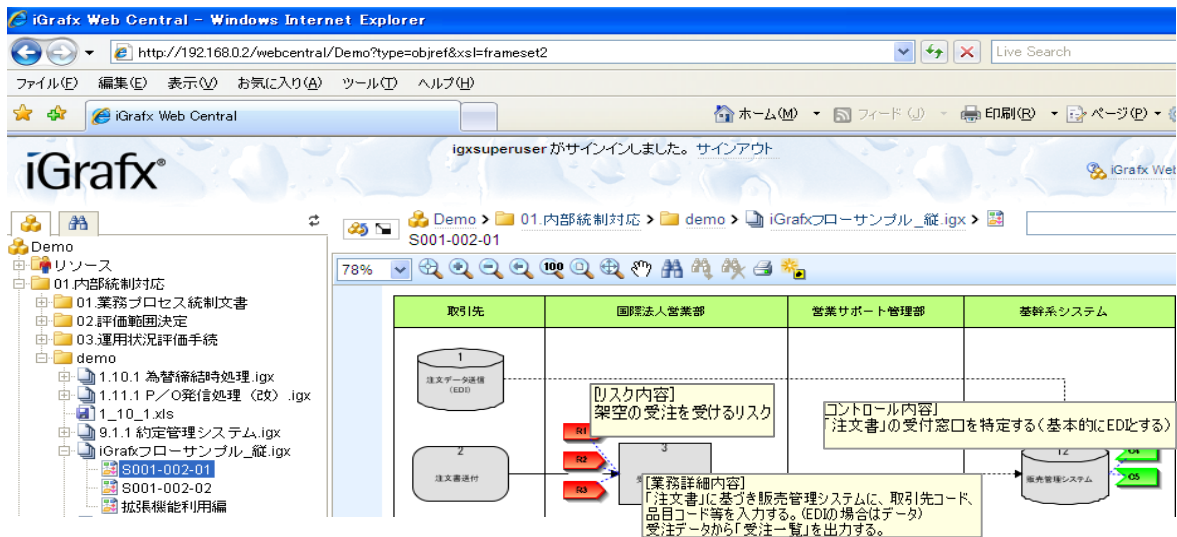 iGrafx Web Central - Windows Internet Explorer
http://192.168.0.2/webcentral/Demo?type=objref&xsl=frameset2
Live Search
ファイル(F) 編集(E) 表示(V) お気に入り(A) ツール(T) ヘルプ(H)
iGrafx Web Central
ホーム(M) フィード(J) 印刷(R) ページ(P)
iGrafx®
igxsuperuser がサインインしました。 サインアウト
iGrafx Web
Demo > 01.内部統制対応 > demo > iGrafxフローサンプル_縦.igx >
S001-002-01
Demo
リソース
01.内部統制対応
01.業務プロセス統制文書
02.評価範囲決定
03.運用状況評価手続
demo
1.10.1 為替締結時処理.igx
1.11.1 P/O発信処理(改).igx
1_10_1.xls
9.1.1 約定管理システム.igx
iGrafxフローサンプル_縦.igx
S001-002-01
S001-002-02
拡張機能利用編
78%
100
取引先 国際法人営業部 営業サポート管理部 基幹系システム
1
注文データ送信
(EDI)
[リスク内容]
架空の受注を受けるリスク
コントロール内容]
「注文書」の受付窓口を特定する(基本的にEDIとする)
R1
R2
R3
2
注文書送付
3
受
12
販売管理システム
C4
C5
[業務詳細内容]
「注文書」に基づき販売管理システムに、取引先コード、
品目コード等を入力する。(EDIの場合はデータ)
受注データから「受注一覧」を出力する。